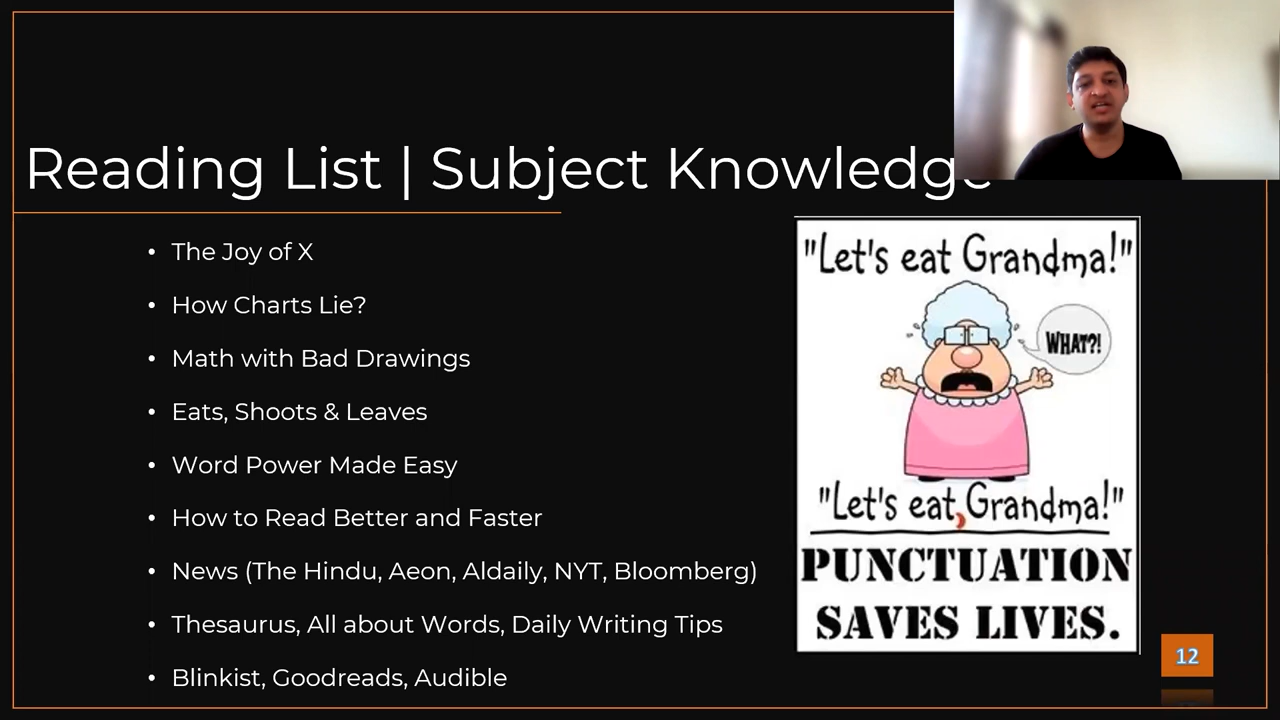 Reading List | Subject Knowledge
• The Joy of X
• How Charts Lie?
• Math with Bad Drawings
• Eats, Shoots & Leaves
• Word Power Made Easy
• How to Read Better and Faster
• News (The Hindu, Aeon, Aldaily, NYT, Bloomberg)
• Thesaurus, All about Words, Daily Writing Tips
• Blinkist, Goodreads, Audible
"Let's eat Grandma!"
WHAT?!
"Let's eat, Grandma!"
PUNCTUATION
SAVES LIVES.
12